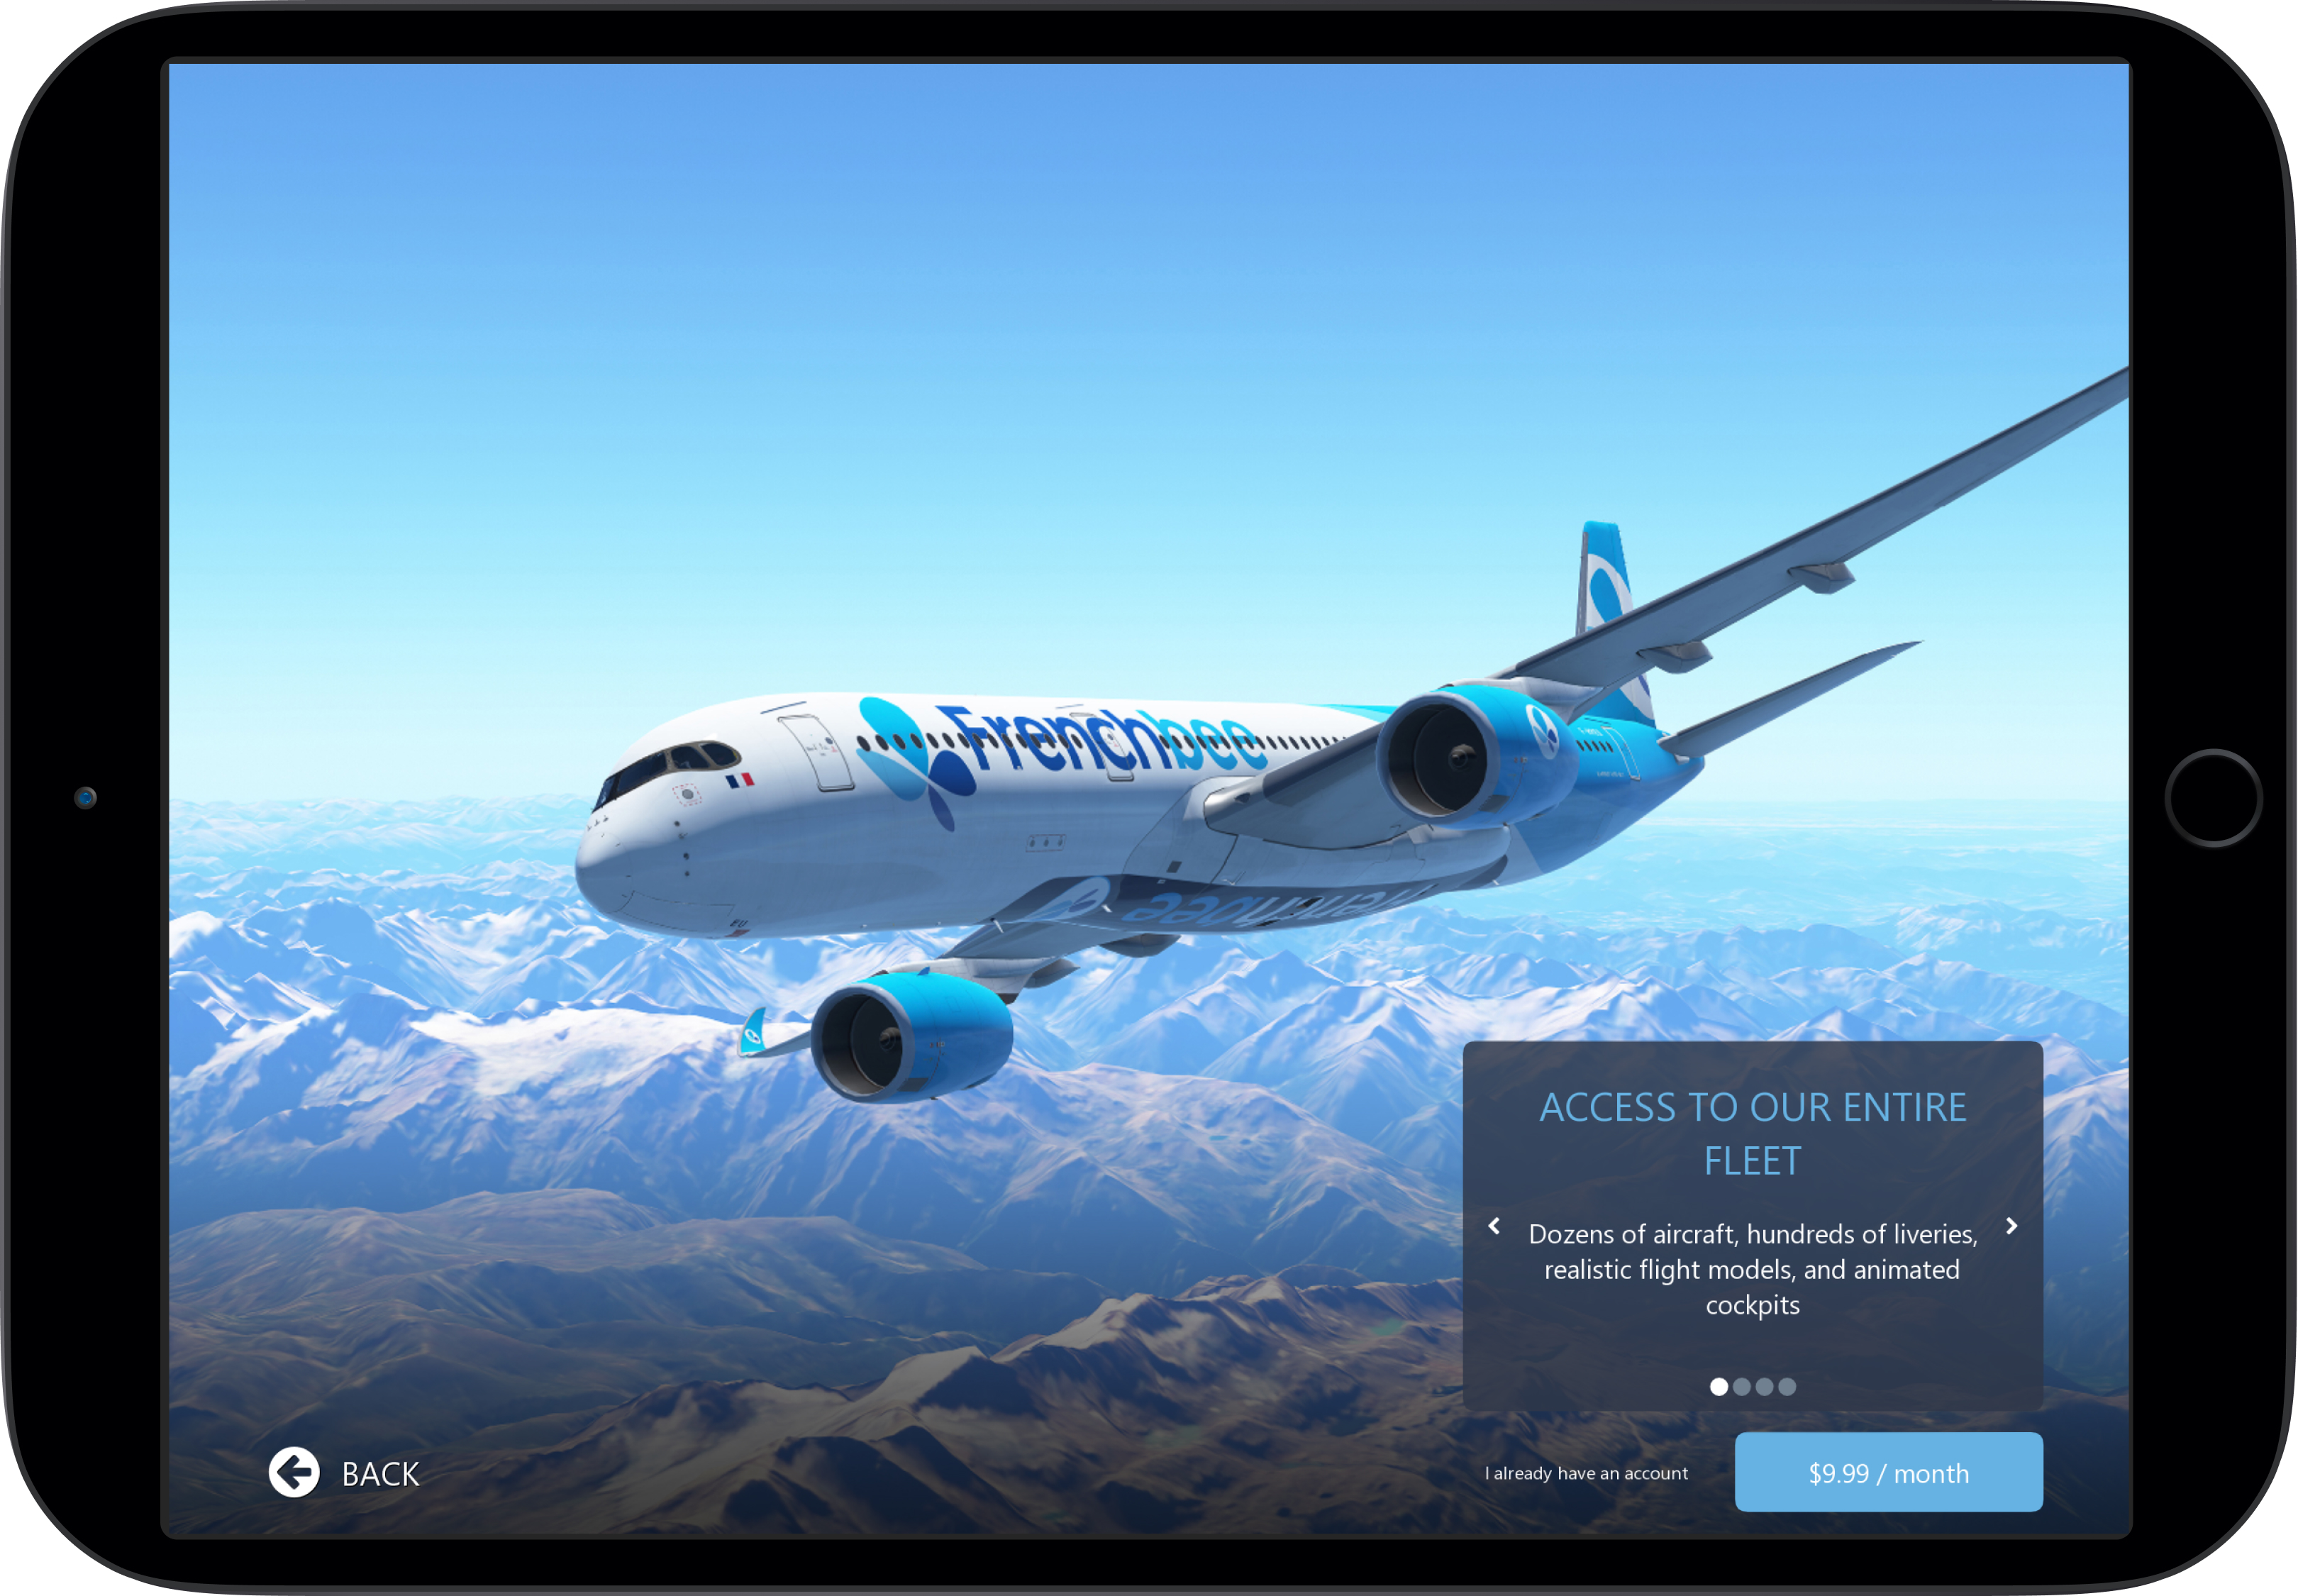 Frenchbee
EU
ACCESS TO OUR ENTIRE
FLEET
Dozens of aircraft, hundreds of liveries,
realistic flight models, and animated
cockpits
BACK
I already have an account
$9.99 / month